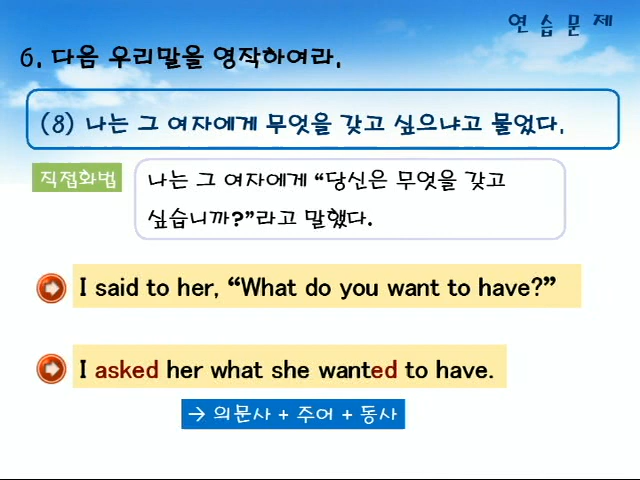 연습문제
6. 다음 우리말을 영작하여라.
(8) 나는 그 여자에게 무엇을 갖고 싶으냐고 물었다.
직접화법
나는 그 여자에게 “당신은 무엇을 갖고
싶습니까?”라고 말했다.
I said to her, “What do you want to have?”
I asked her what she wanted to have.
→ 의문사 + 주어 + 동사